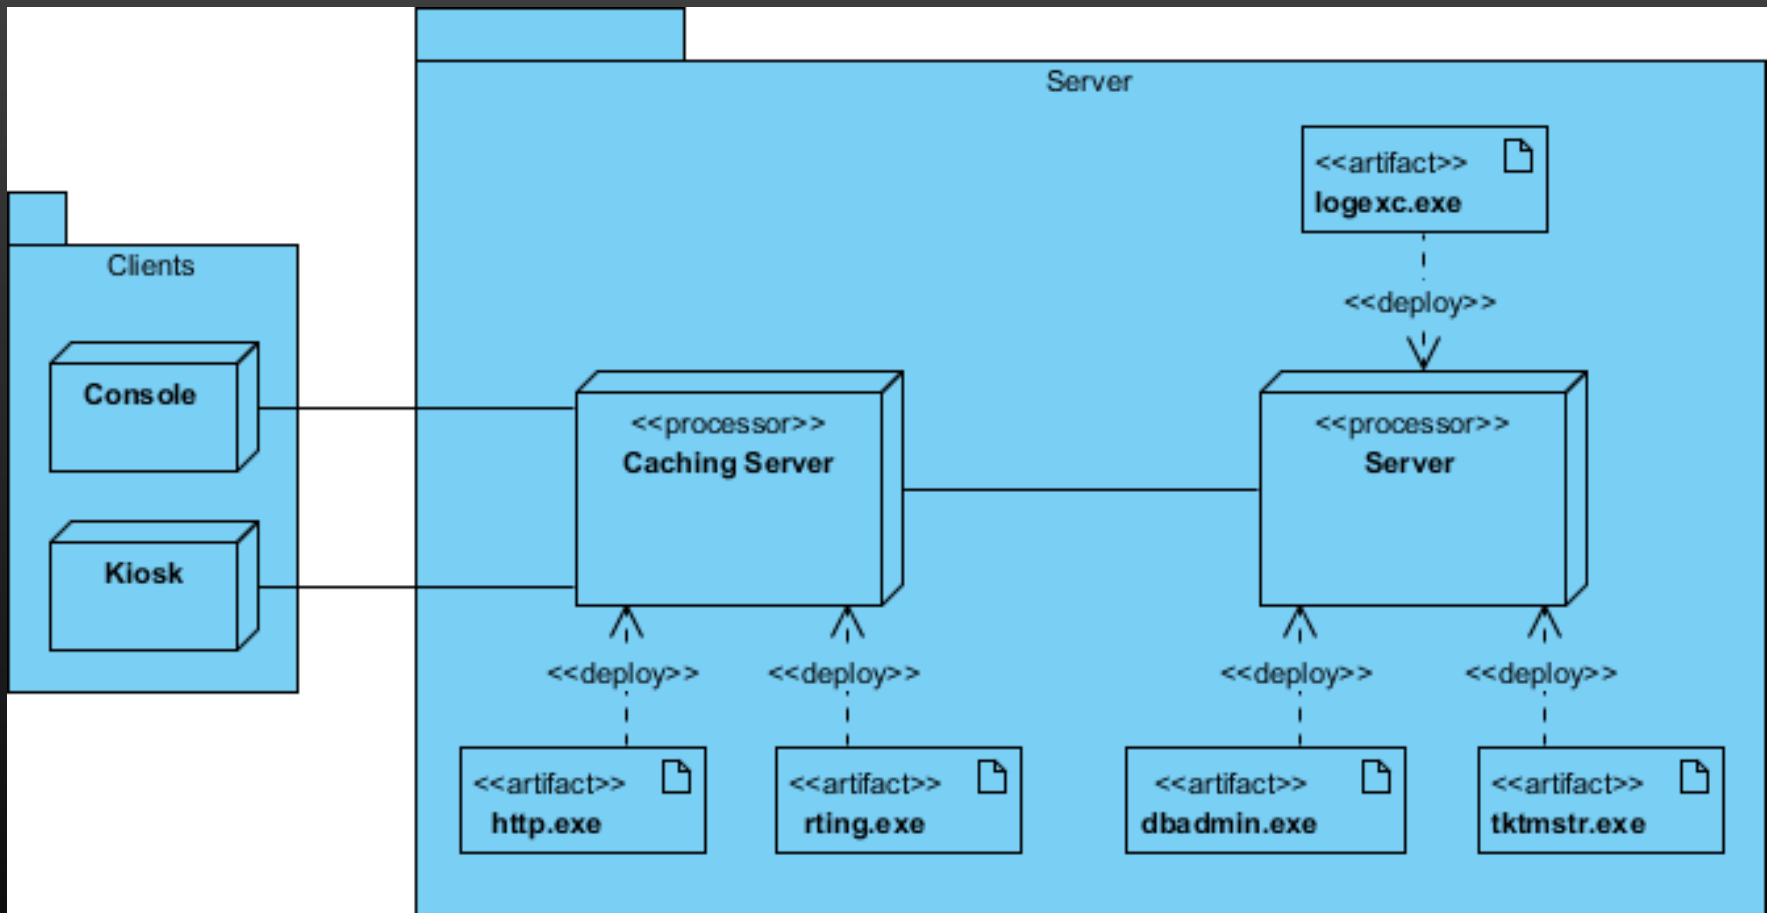 Server
<<artifact>>
logexc.exe
<<deploy>>
Clients
Console
Kiosk
<<processor>>
Caching Server
<<processor>>
Server
<<deploy>>
<<deploy>>
<<deploy>>
<<deploy>>
<<artifact>>
http.exe
<<artifact>>
rting.exe
<<artifact>>
dbadmin.exe
<<artifact>>
tktmstr.exe